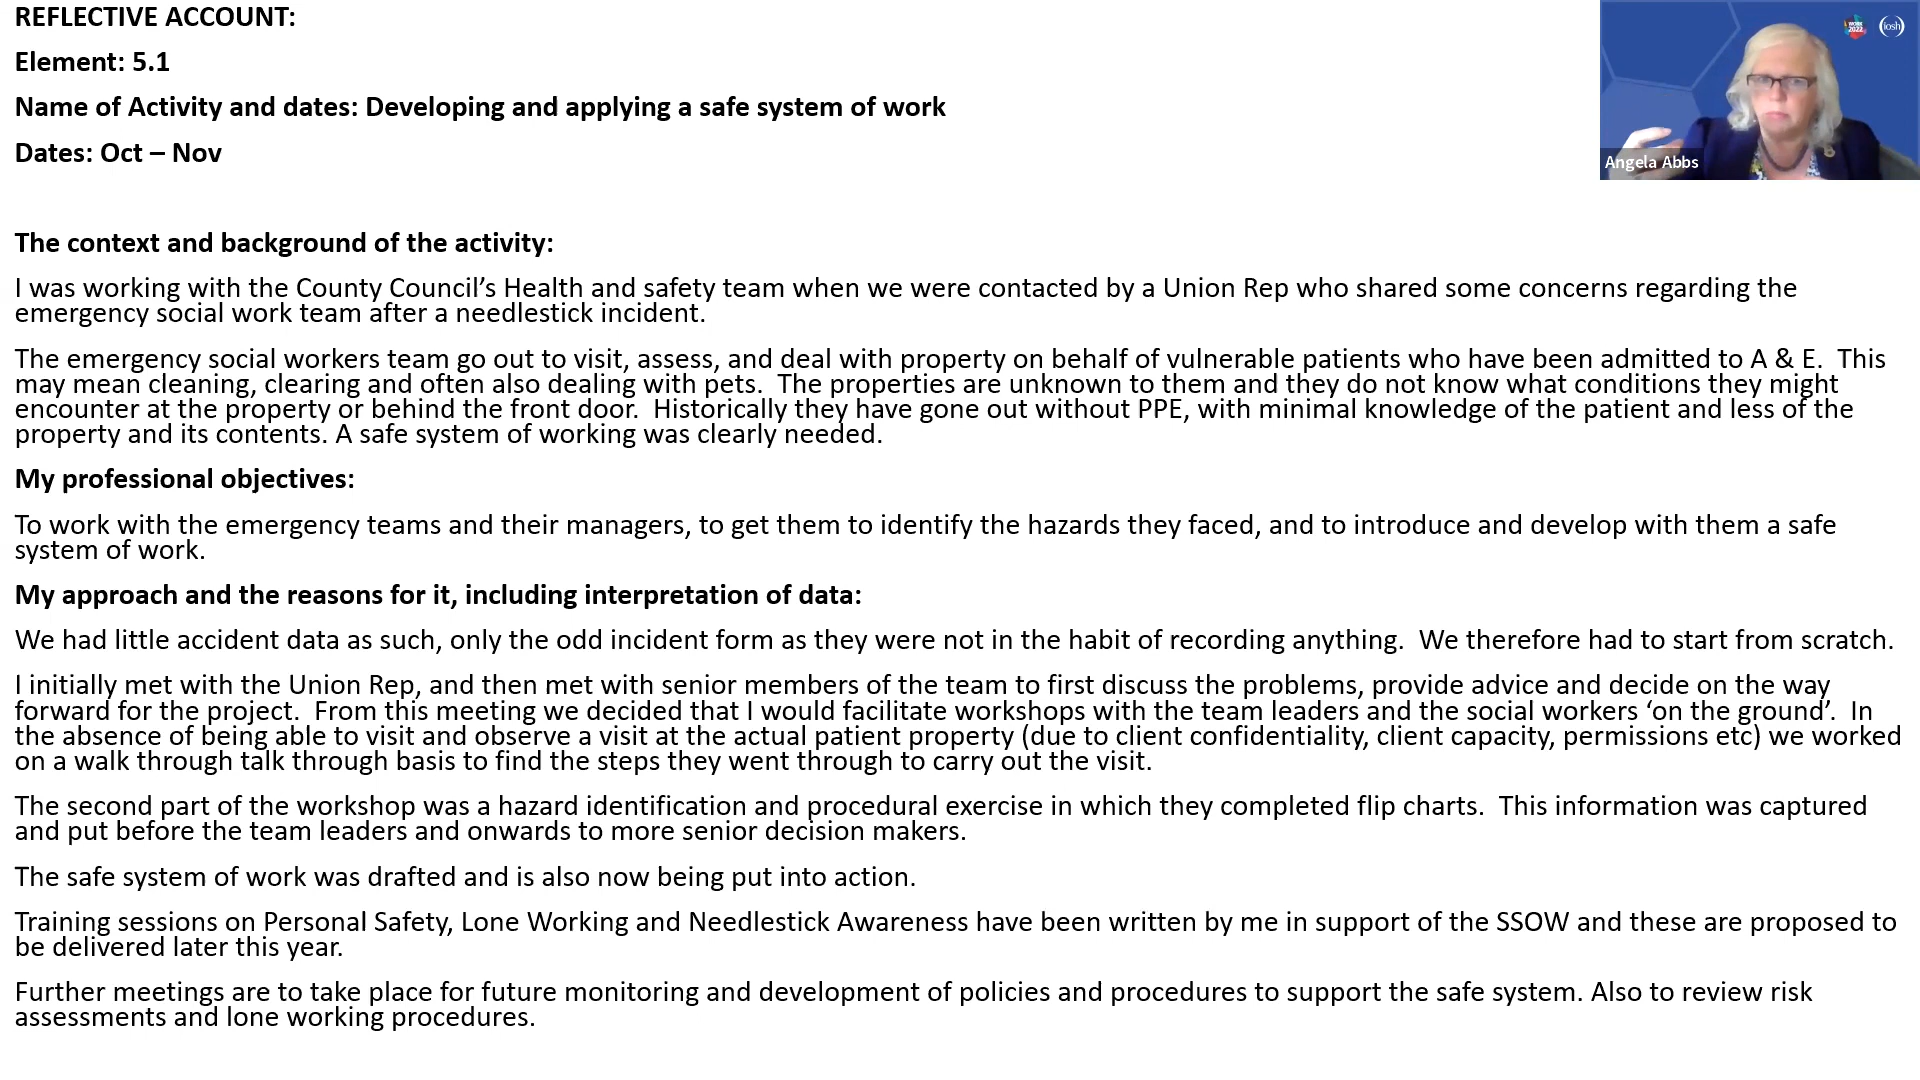 REFLECTIVE ACCOUNT:
Element: 5.1
Name of Activity and dates: Developing and applying a safe system of work
Dates: Oct – Nov
WORK
2022
iosh
Angela Abbs
The context and background of the activity:
I was working with the County Council’s Health and safety team when we were contacted by a Union Rep who shared some concerns regarding the
emergency social work team after a needlestick incident.
The emergency social workers team go out to visit, assess, and deal with property on behalf of vulnerable patients who have been admitted to A & E.  This
may mean cleaning, clearing and often also dealing with pets.  The properties are unknown to them and they do not know what conditions they might
encounter at the property or behind the front door.  Historically they have gone out without PPE, with minimal knowledge of the patient and less of the
property and its contents. A safe system of working was clearly needed.
My professional objectives:
To work with the emergency teams and their managers, to get them to identify the hazards they faced, and to introduce and develop with them a safe
system of work.
My approach and the reasons for it, including interpretation of data:
We had little accident data as such, only the odd incident form as they were not in the habit of recording anything.  We therefore had to start from scratch.
I initially met with the Union Rep, and then met with senior members of the team to first discuss the problems, provide advice and decide on the way
forward for the project.  From this meeting we decided that I would facilitate workshops with the team leaders and the social workers ‘on the ground’.  In
the absence of being able to visit and observe a visit at the actual patient property (due to client confidentiality, client capacity, permissions etc) we worked
on a walk through talk through basis to find the steps they went through to carry out the visit.
The second part of the workshop was a hazard identification and procedural exercise in which they completed flip charts.  This information was captured
and put before the team leaders and onwards to more senior decision makers.
The safe system of work was drafted and is also now being put into action.
Training sessions on Personal Safety, Lone Working and Needlestick Awareness have been written by me in support of the SSOW and these are proposed to
be delivered later this year.
Further meetings are to take place for future monitoring and development of policies and procedures to support the safe system. Also to review risk
assessments and lone working procedures.